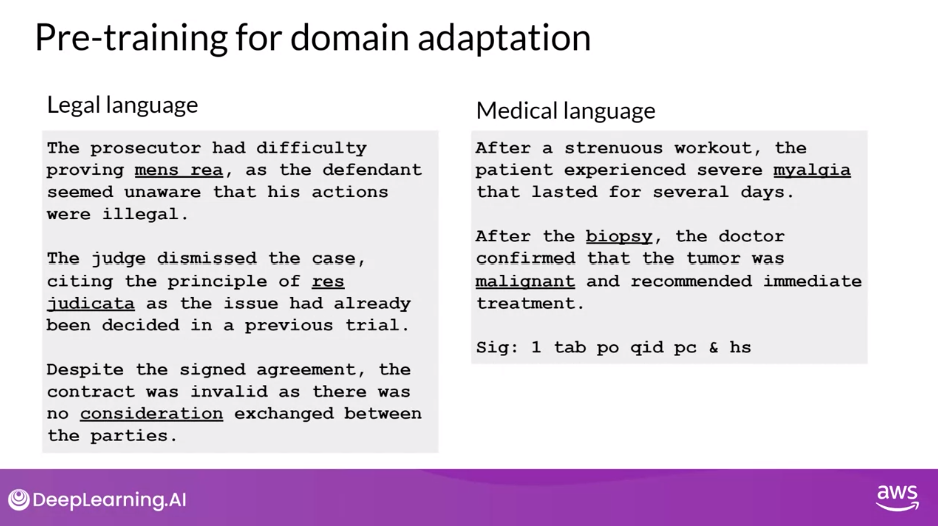 Pre-training for domain adaptation
Legal language
The prosecutor had difficulty
proving mens rea, as the defendant
seemed unaware that his actions
were illegal.
The judge dismissed the case,
citing the principle of res
judicata as the issue had already
been decided in a previous trial.
Despite the signed agreement, the
contract was invalid as there was
no consideration exchanged between
the parties.
Medical language
After a strenuous workout, the
patient experienced severe myalgia
that lasted for several days.
After the biopsy, the doctor
confirmed that the tumor was
malignant and recommended immediate
treatment.
Sig: 1 tab po qid pc & hs
DeepLearning.AI
aws